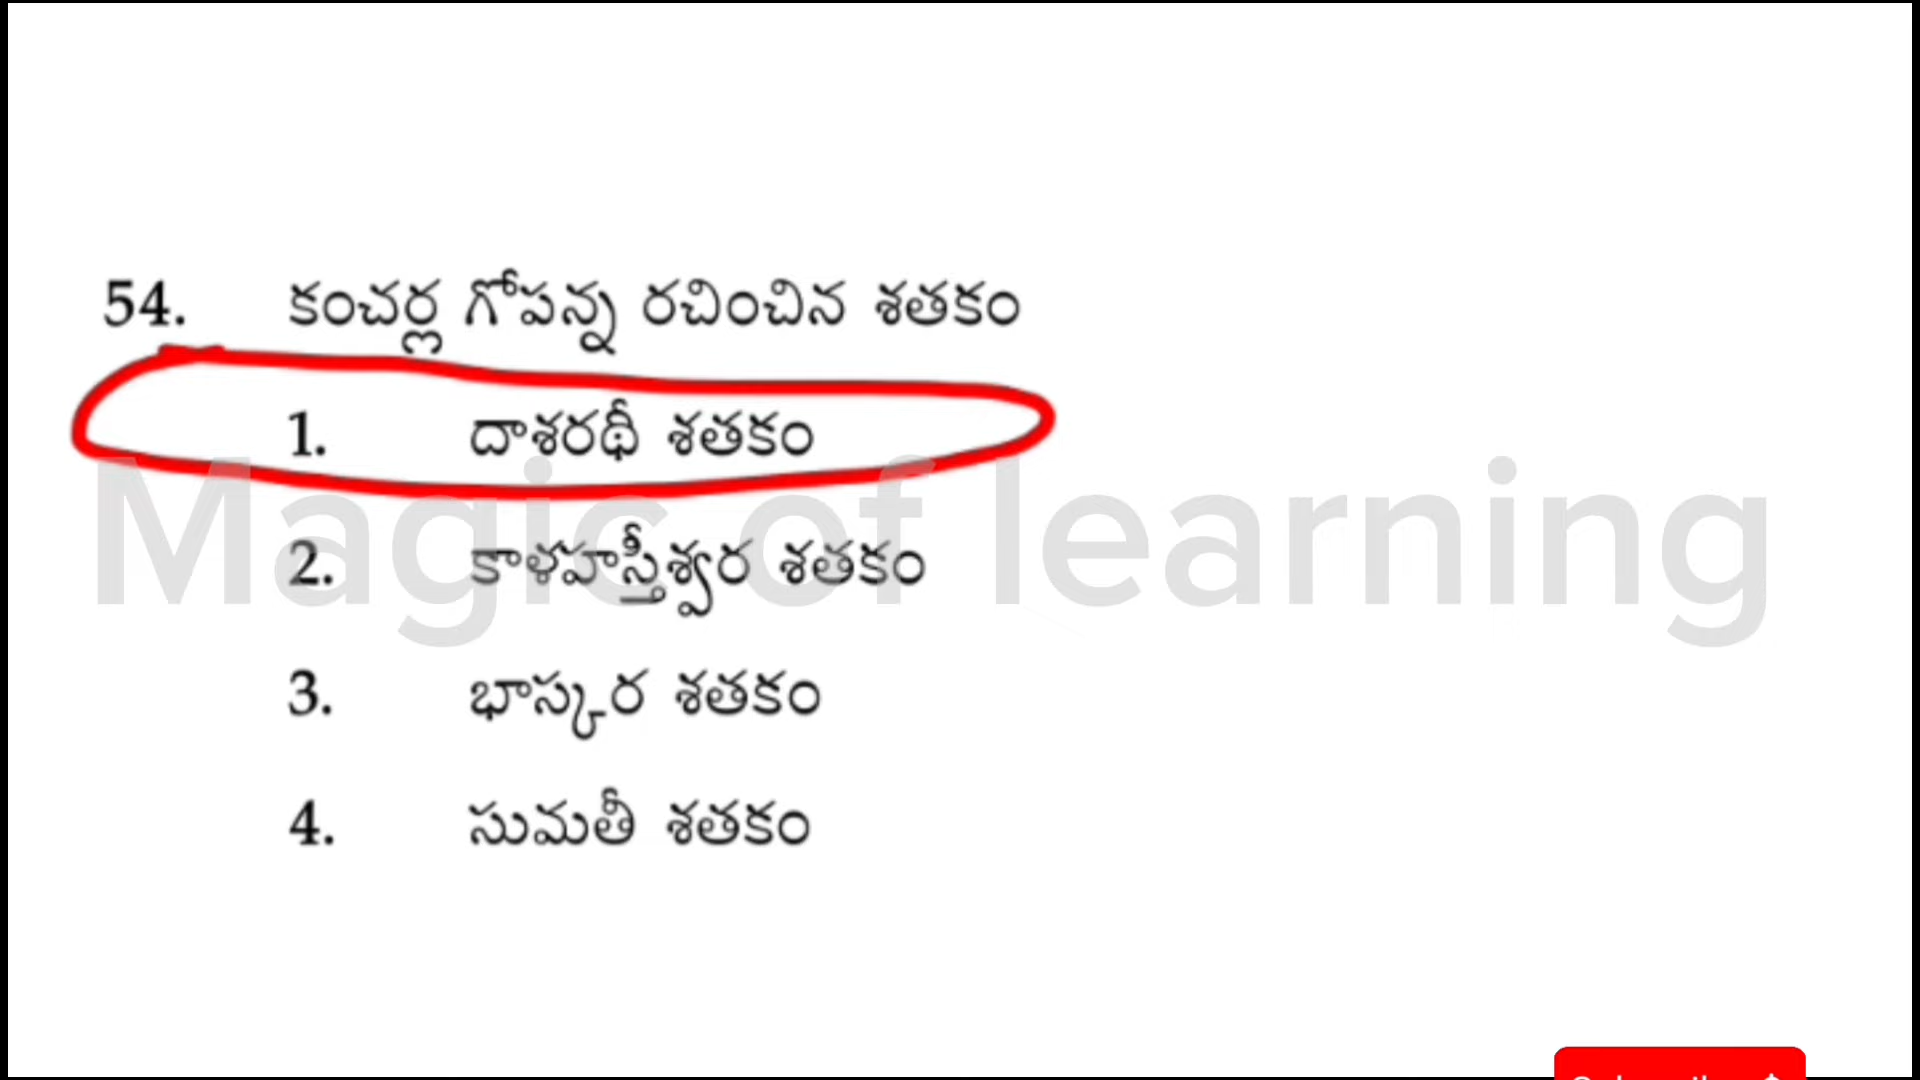 54. కంచర్ల గోపన్న రచించిన శతకం
1. దాశరథీ శతకం
Magic of learning
2. కాళహస్తీశ్వర శతకం
3. భాస్కర శతకం
4. సుమతీ శతకం